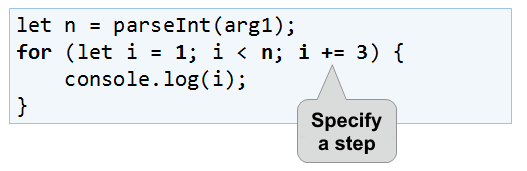 let n = parseInt(arg1);
for (let i = 1; i < n; i += 3) {
    console.log(i);
}
Specify
a step